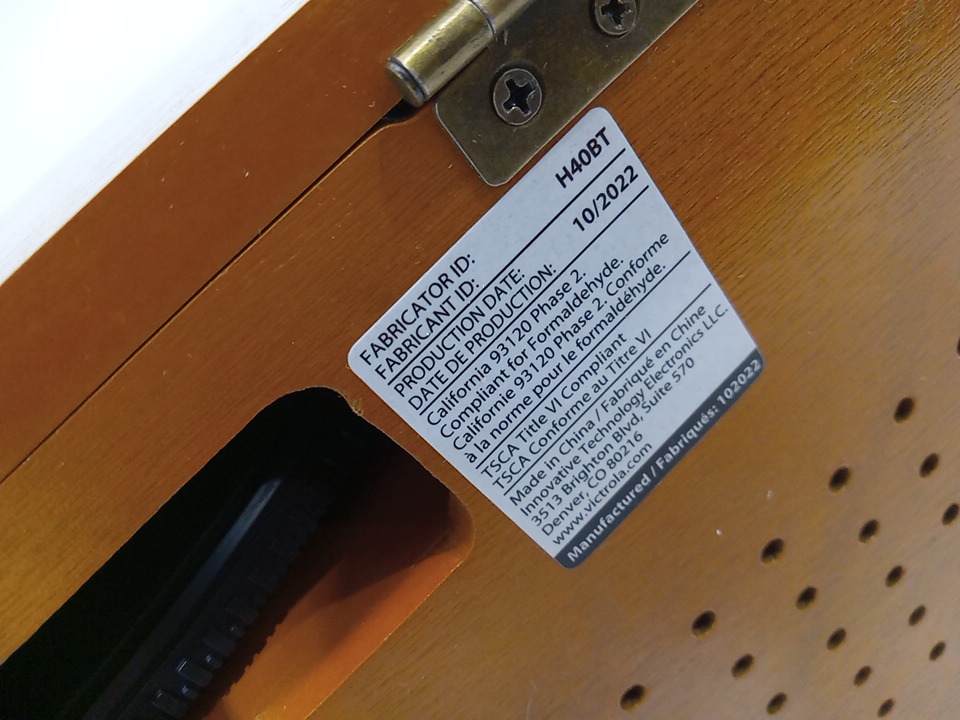 FABRICATOR ID:
FABRICANT ID: H40BT
PRODUCTION DATE:
DATE DE PRODUCTION: 10/2022
California 93120 Phase 2.
Compliant for Formaldehyde.
Californie 93120 Phase 2. Conforme
à la norme pour le formaldéhyde.
TSCA Title VI Compliant
TSCA Conforme au Titre VI
Made in China / Fabriqué en Chine
Innovative Technology Electronics LLC.
3513 Brighton Blvd, Suite 570
Denver, CO 80216
www.victrola.com
Manufactured / Fabriqués: 102022